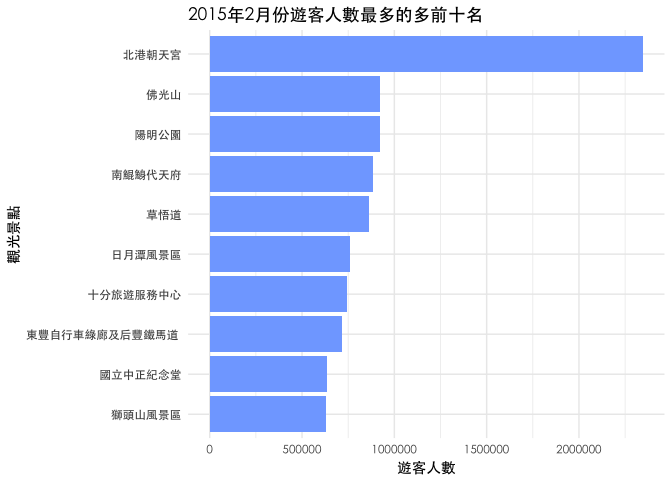 2015年2月份遊客人數最多的多前十名
觀光景點
北港朝天宮
佛光山
陽明公園
南鯤鯓代天府
草悟道
日月潭風景區
十分旅遊服務中心
東豐自行車綠廊及后豐鐵馬道
國立中正紀念堂
獅頭山風景區
0 500000 1000000 1500000 2000000
遊客人數